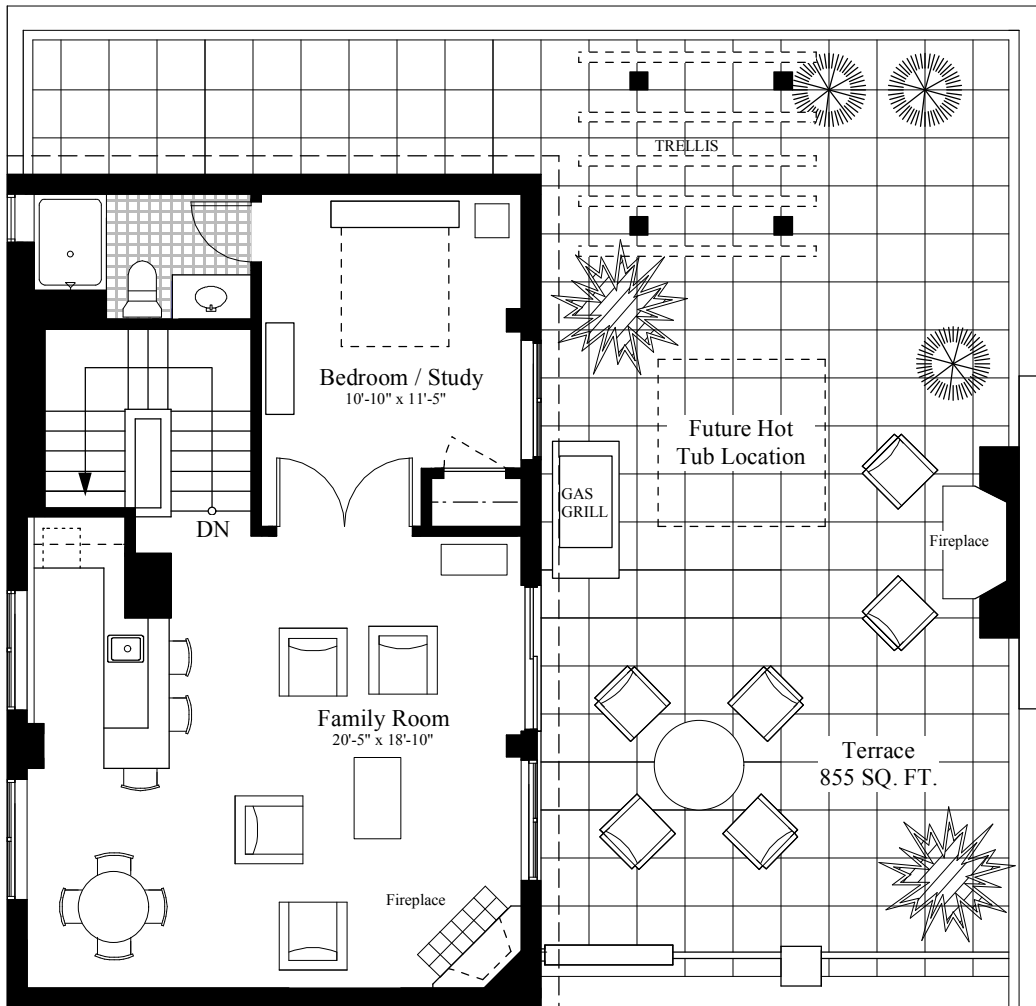 TRELLIS
Bedroom / Study
10'-10" x 11'-5"
Future Hot
Tub Location
GAS
GRILL
DN
Fireplace
Family Room
20'-5" x 18'-10"
Terrace
855 SQ. FT.
Fireplace